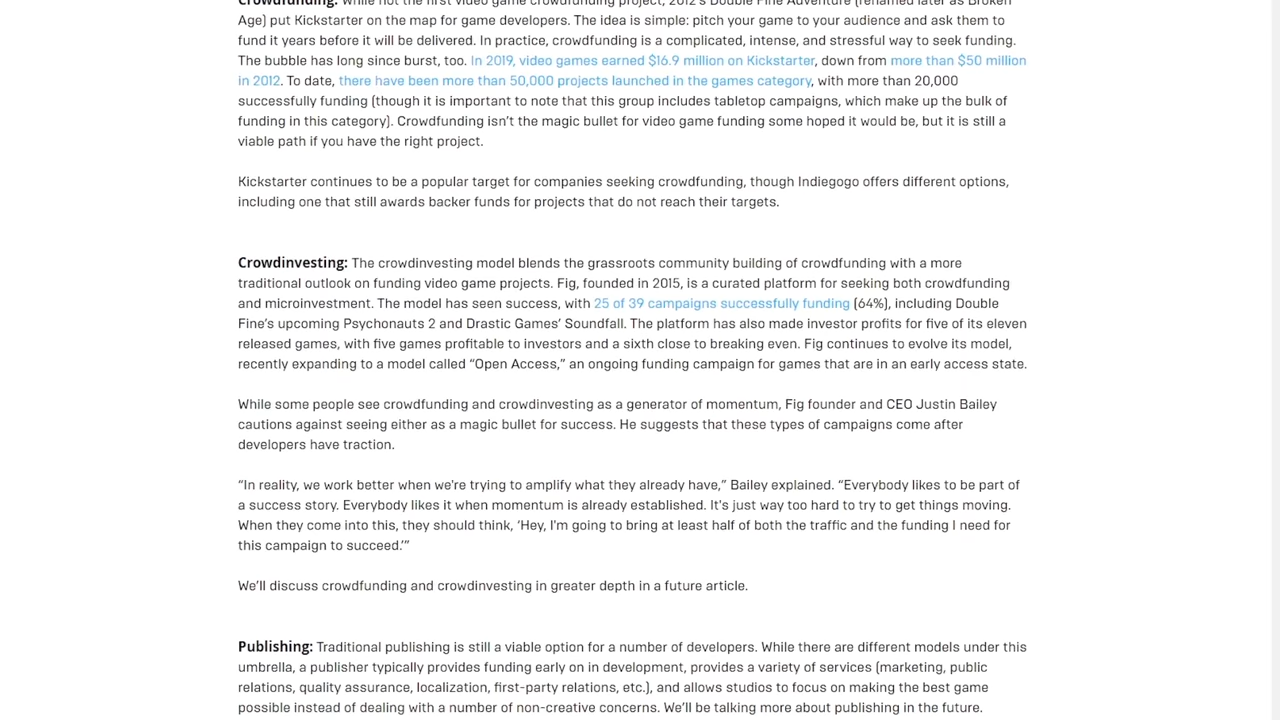 Crowdfunding: While not the first video game crowdfunding project, 2012's Double Fine Adventure (renamed later as Broken
Age) put Kickstarter on the map for game developers. The idea is simple: pitch your game to your audience and ask them to
fund it years before it will be delivered. In practice, crowdfunding is a complicated, intense, and stressful way to seek funding.
The bubble has long since burst, too. In 2019, video games earned $16.9 million on Kickstarter, down from more than $50 million
in 2012. To date, there have been more than 50,000 projects launched in the games category, with more than 20,000
successfully funding (though it is important to note that this group includes tabletop campaigns, which make up the bulk of
funding in this category). Crowdfunding isn’t the magic bullet for video game funding some hoped it would be, but it is still a
viable path if you have the right project.
Kickstarter continues to be a popular target for companies seeking crowdfunding, though Indiegogo offers different options,
including one that still awards backer funds for projects that do not reach their targets.
Crowdinvesting: The crowdinvesting model blends the grassroots community building of crowdfunding with a more
traditional outlook on funding video game projects. Fig, founded in 2015, is a curated platform for seeking both crowdfunding
and microinvestment. The model has seen success, with 25 of 39 campaigns successfully funding (64%), including Double
Fine’s upcoming Psychonauts 2 and Drastic Games’ Soundfall. The platform has also made investor profits for five of its eleven
released games, with five games profitable to investors and a sixth close to breaking even. Fig continues to evolve its model,
recently expanding to a model called “Open Access,” an ongoing funding campaign for games that are in an early access state.
While some people see crowdfunding and crowdinvesting as a generator of momentum, Fig founder and CEO Justin Bailey
cautions against seeing either as a magic bullet for success. He suggests that these types of campaigns come after
developers have traction.
“In reality, we work better when we're trying to amplify what they already have,” Bailey explained. “Everybody likes to be part of
a success story. Everybody likes it when momentum is already established. It's just way too hard to try to get things moving.
When they come into this, they should think, ‘Hey, I'm going to bring at least half of both the traffic and the funding I need for
this campaign to succeed.’”
We’ll discuss crowdfunding and crowdinvesting in greater depth in a future article.
Publishing: Traditional publishing is still a viable option for a number of developers. While there are different models under this
umbrella, a publisher typically provides funding early on in development, provides a variety of services (marketing, public
relations, quality assurance, localization, first-party relations, etc.), and allows studios to focus on making the best game
possible instead of dealing with a number of non-creative concerns. We’ll be talking more about publishing in the future.